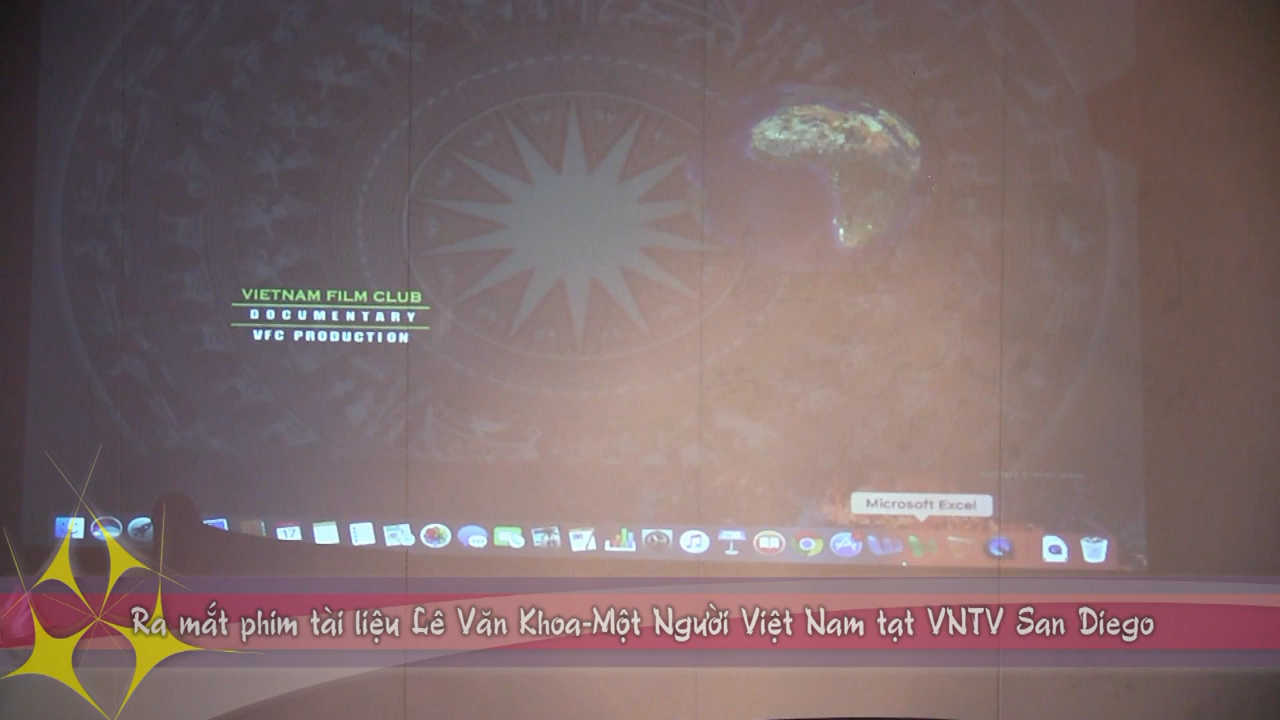 VIETNAM FILM CLUB
DOCUMENTARY
VFC PRODUCTION
Microsoft Excel
17
Ra mắt phim tài liệu Lê Văn Khoa-Một Người Việt Nam tạt VNTV San Diego